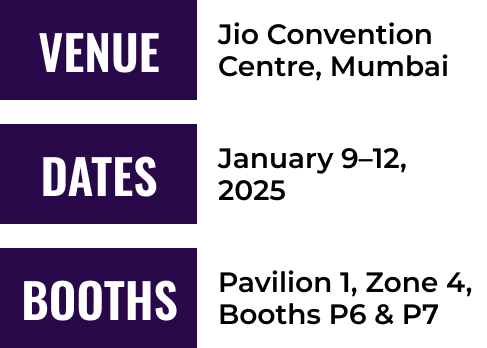 VENUE
Jio Convention
Centre, Mumbai
DATES
January 9–12,
2025
BOOTHS
Pavilion 1, Zone 4,
Booths P6 & P7